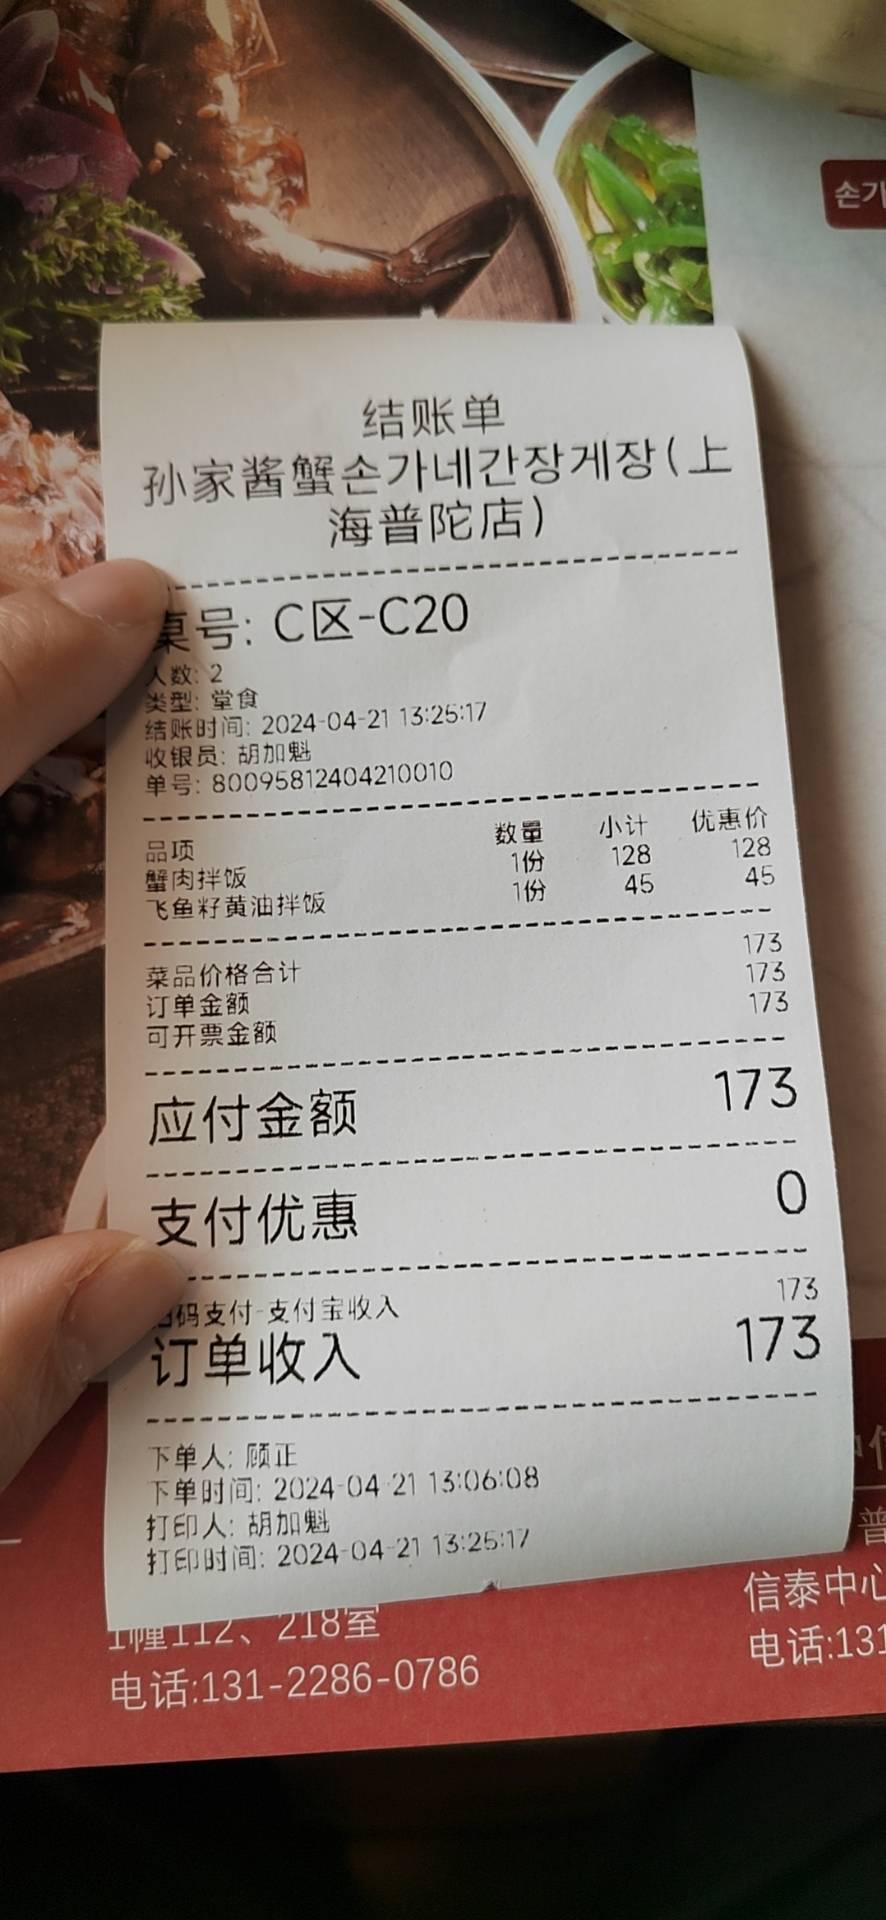 손가
结账单
孙家酱蟹손가네간장게장(上
海普陀店)
桌号: C区-C20
人数: 2
类型: 堂食
结账时间: 2024-04-21 13:25:17
收银员: 胡加魁
单号: 80095812404210010
品项 数量 小计 优惠价
蟹肉拌饭 1份 128 128
飞鱼籽黄油拌饭 1份 45 45
菜品价格合计 173
订单金额 173
可开票金额 173
应付金额 173
支付优惠 0
扫码支付-支付宝收入 173
订单收入 173
下单人: 顾正
下单时间: 2024-04-21 13:06:08
打印人: 胡加魁
打印时间: 2024-04-21 13:25:17
1幢112、218室
电话:131-2286-0786
普
信泰中心
电话:131